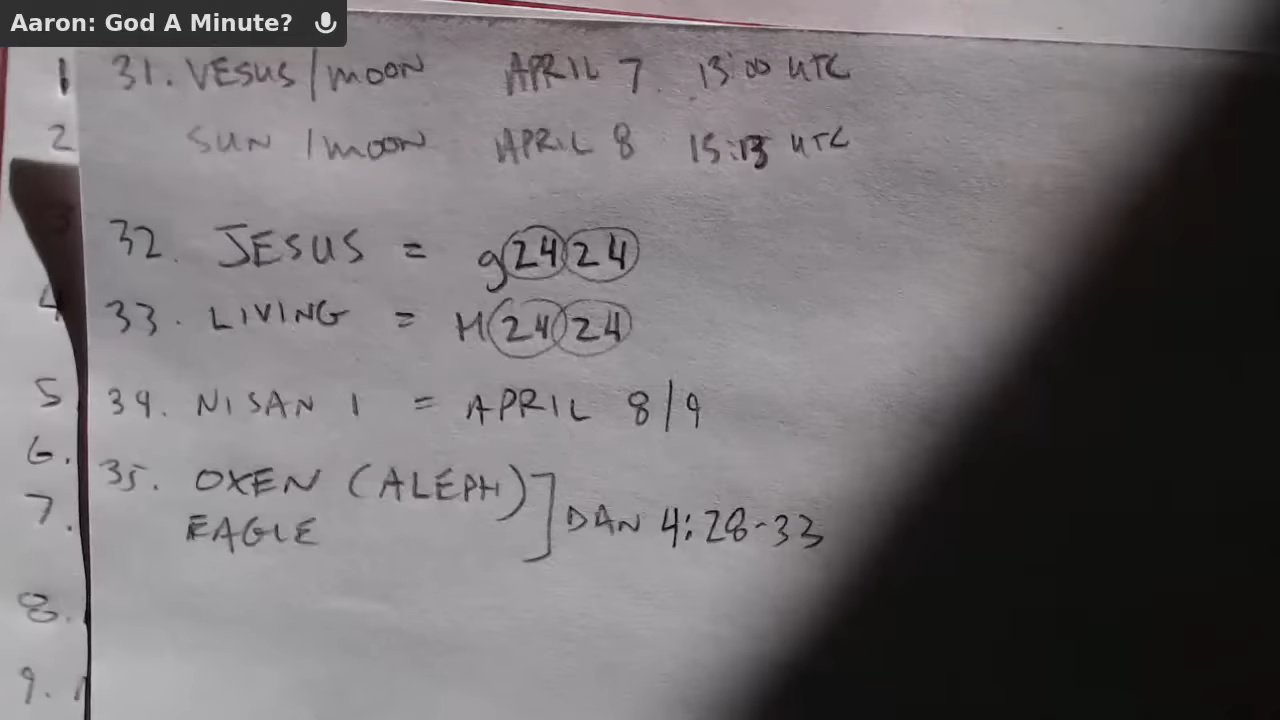 Aaron: God A Minute?
1
31. VESUS/MOON APRIL 7 13:00 UTC
2
SUN/MOON APRIL 8 15:13 UTC
3
32. JESUS = g2424
4
33. LIVING = H2424
5
34. NISAN 1 = APRIL 8/9
6.
35. OXEN (ALEPH)
7.
EAGLE ] DAN 4:28-33
8.
9.